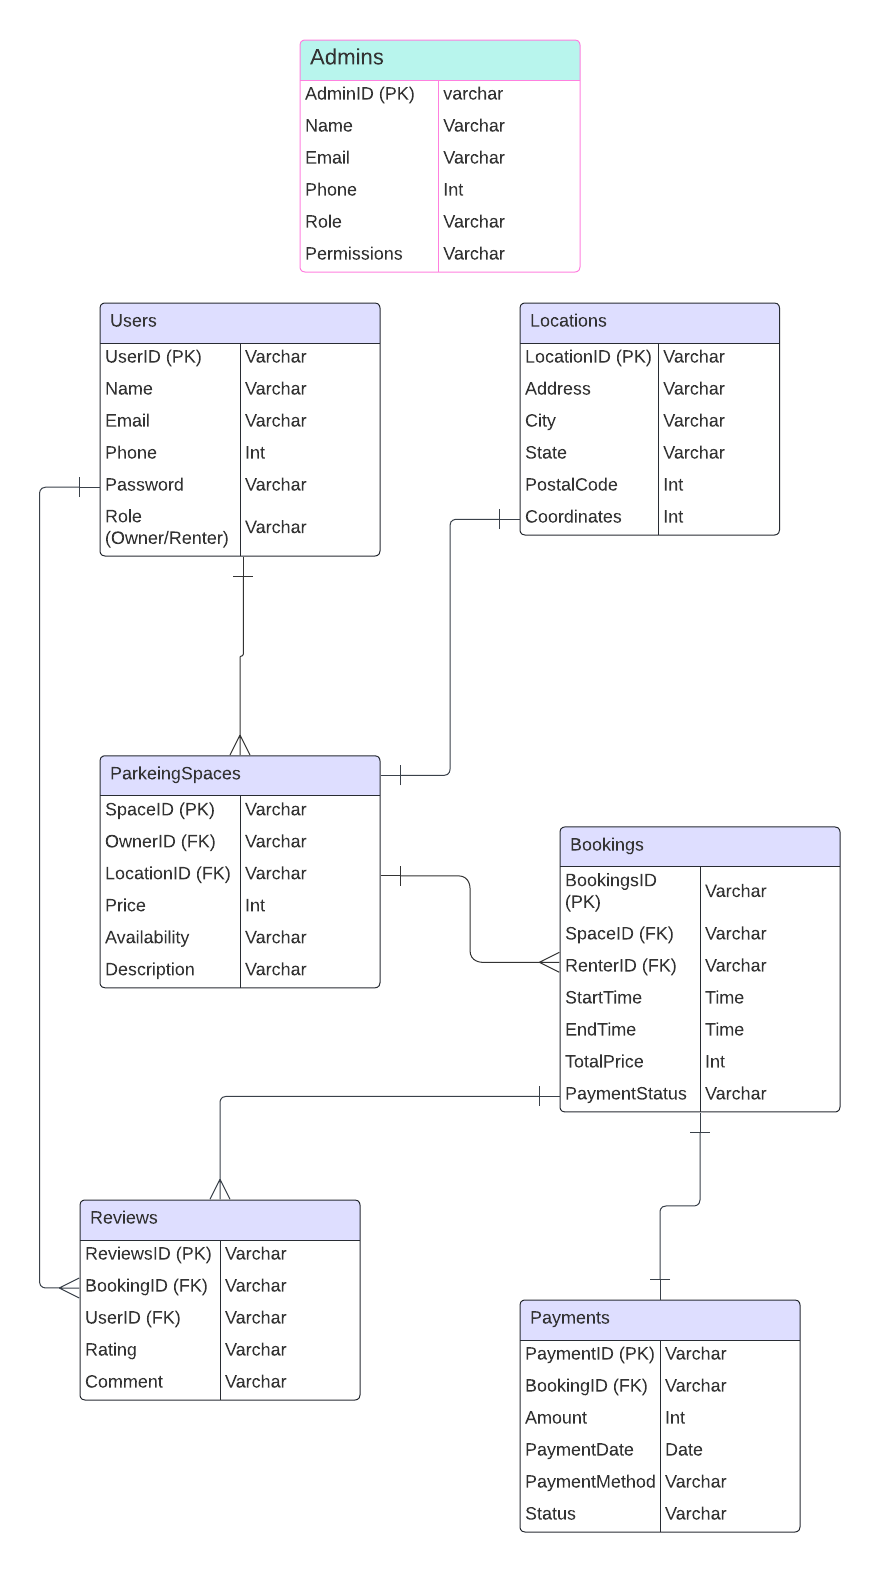 Admins
AdminID (PK) varchar
Name Varchar
Email Varchar
Phone Int
Role Varchar
Permissions Varchar
Users
UserID (PK) Varchar
Name Varchar
Email Varchar
Phone Int
Password Varchar
Role
(Owner/Renter) Varchar
Locations
LocationID (PK) Varchar
Address Varchar
City Varchar
State Varchar
PostalCode Int
Coordinates Int
ParkeingSpaces
SpaceID (PK) Varchar
OwnerID (FK) Varchar
LocationID (FK) Varchar
Price Int
Availability Varchar
Description Varchar
Bookings
BookingsID
(PK) Varchar
SpaceID (FK) Varchar
RenterID (FK) Varchar
StartTime Time
EndTime Time
TotalPrice Int
PaymentStatus Varchar
Reviews
ReviewsID (PK) Varchar
BookingID (FK) Varchar
UserID (FK) Varchar
Rating Varchar
Comment Varchar
Payments
PaymentID (PK) Varchar
BookingID (FK) Varchar
Amount Int
PaymentDate Date
PaymentMethod Varchar
Status Varchar